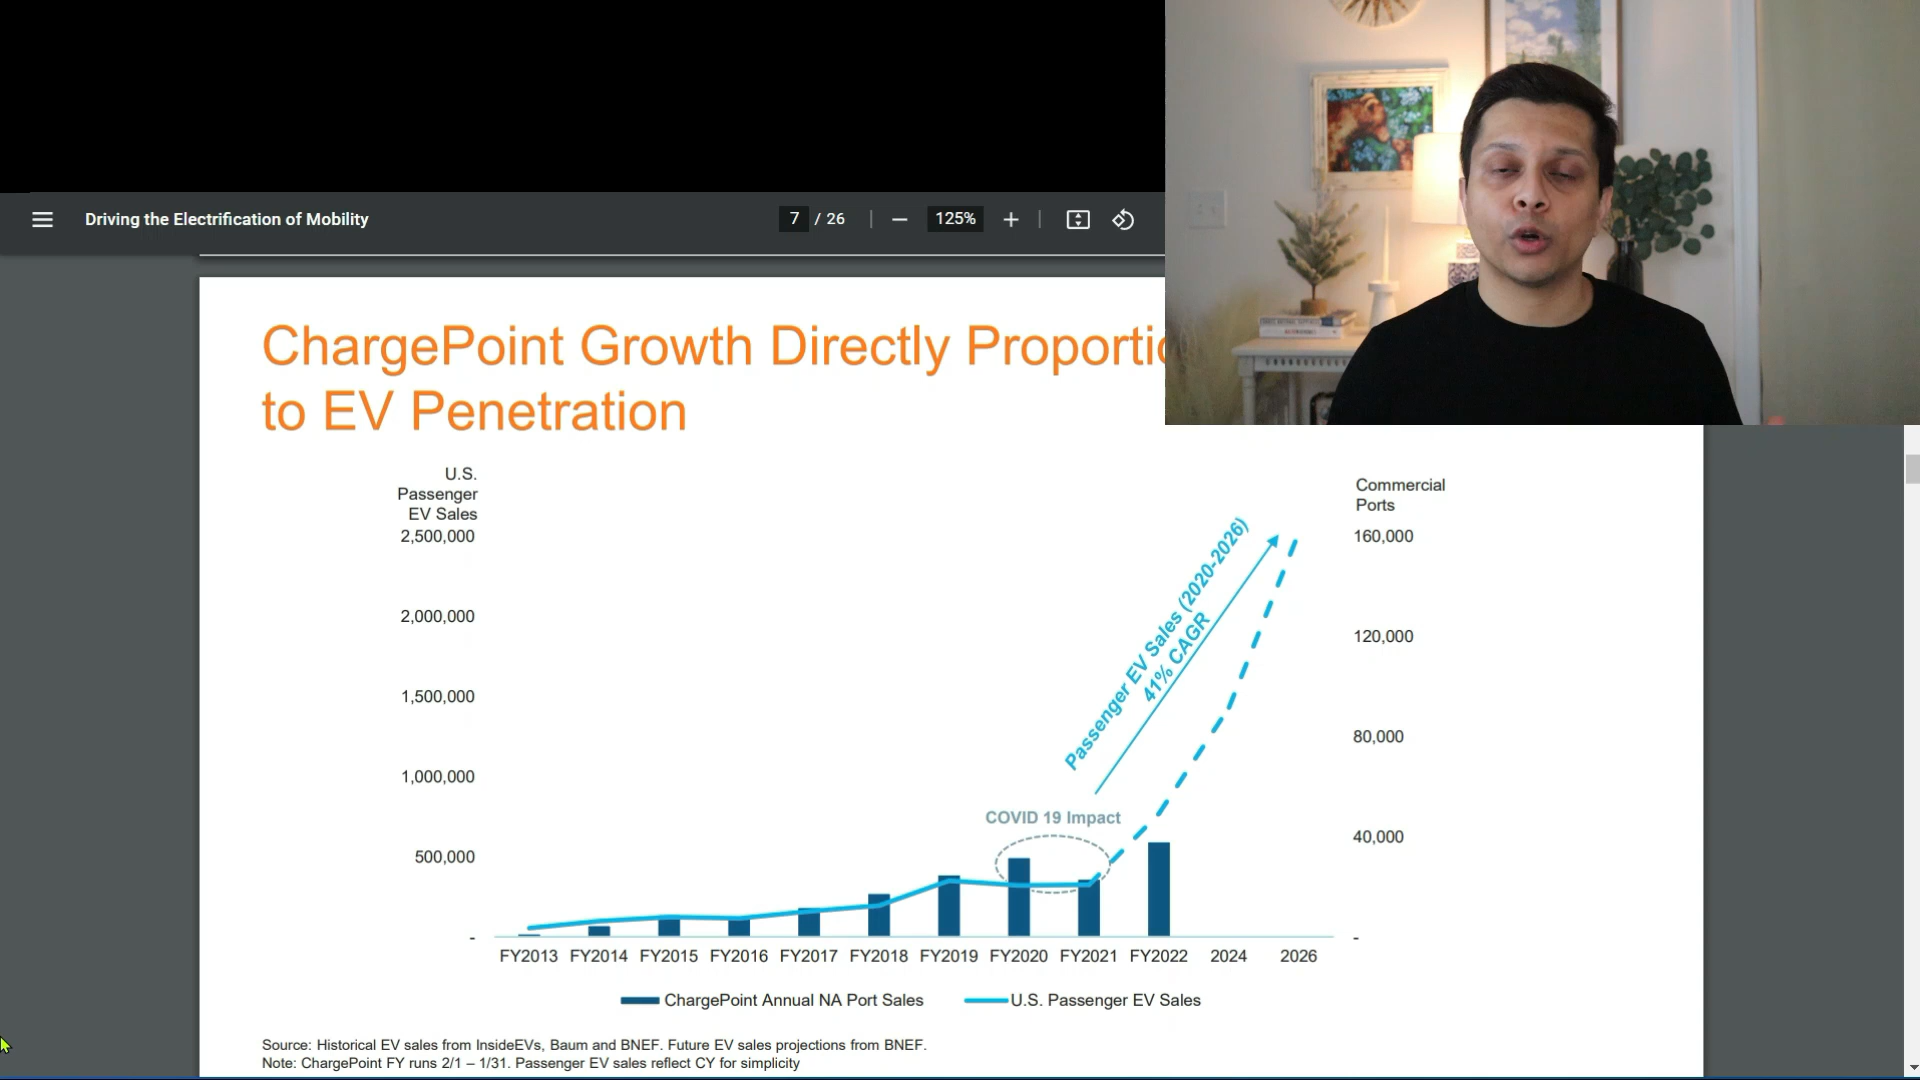 Driving the Electrification of Mobility
7 / 26
125%
ChargePoint Growth Directly
to EV Penetration
U.S.
Passenger
EV Sales
2,500,000
2,000,000
1,500,000
1,000,000
500,000
-
Commercial
Ports
160,000
120,000
80,000
40,000
-
Passenger EV Sales (2020-2026)
41% CAGR
COVID 19 Impact
FY2013 FY2014 FY2015 FY2016 FY2017 FY2018 FY2019 FY2020 FY2021 FY2022 2024 2026
ChargePoint Annual NA Port Sales
U.S. Passenger EV Sales
Source: Historical EV sales from InsideEVs, Baum and BNEF. Future EV sales projections from BNEF.
Note: ChargePoint FY runs 2/1 – 1/31. Passenger EV sales reflect CY for simplicity